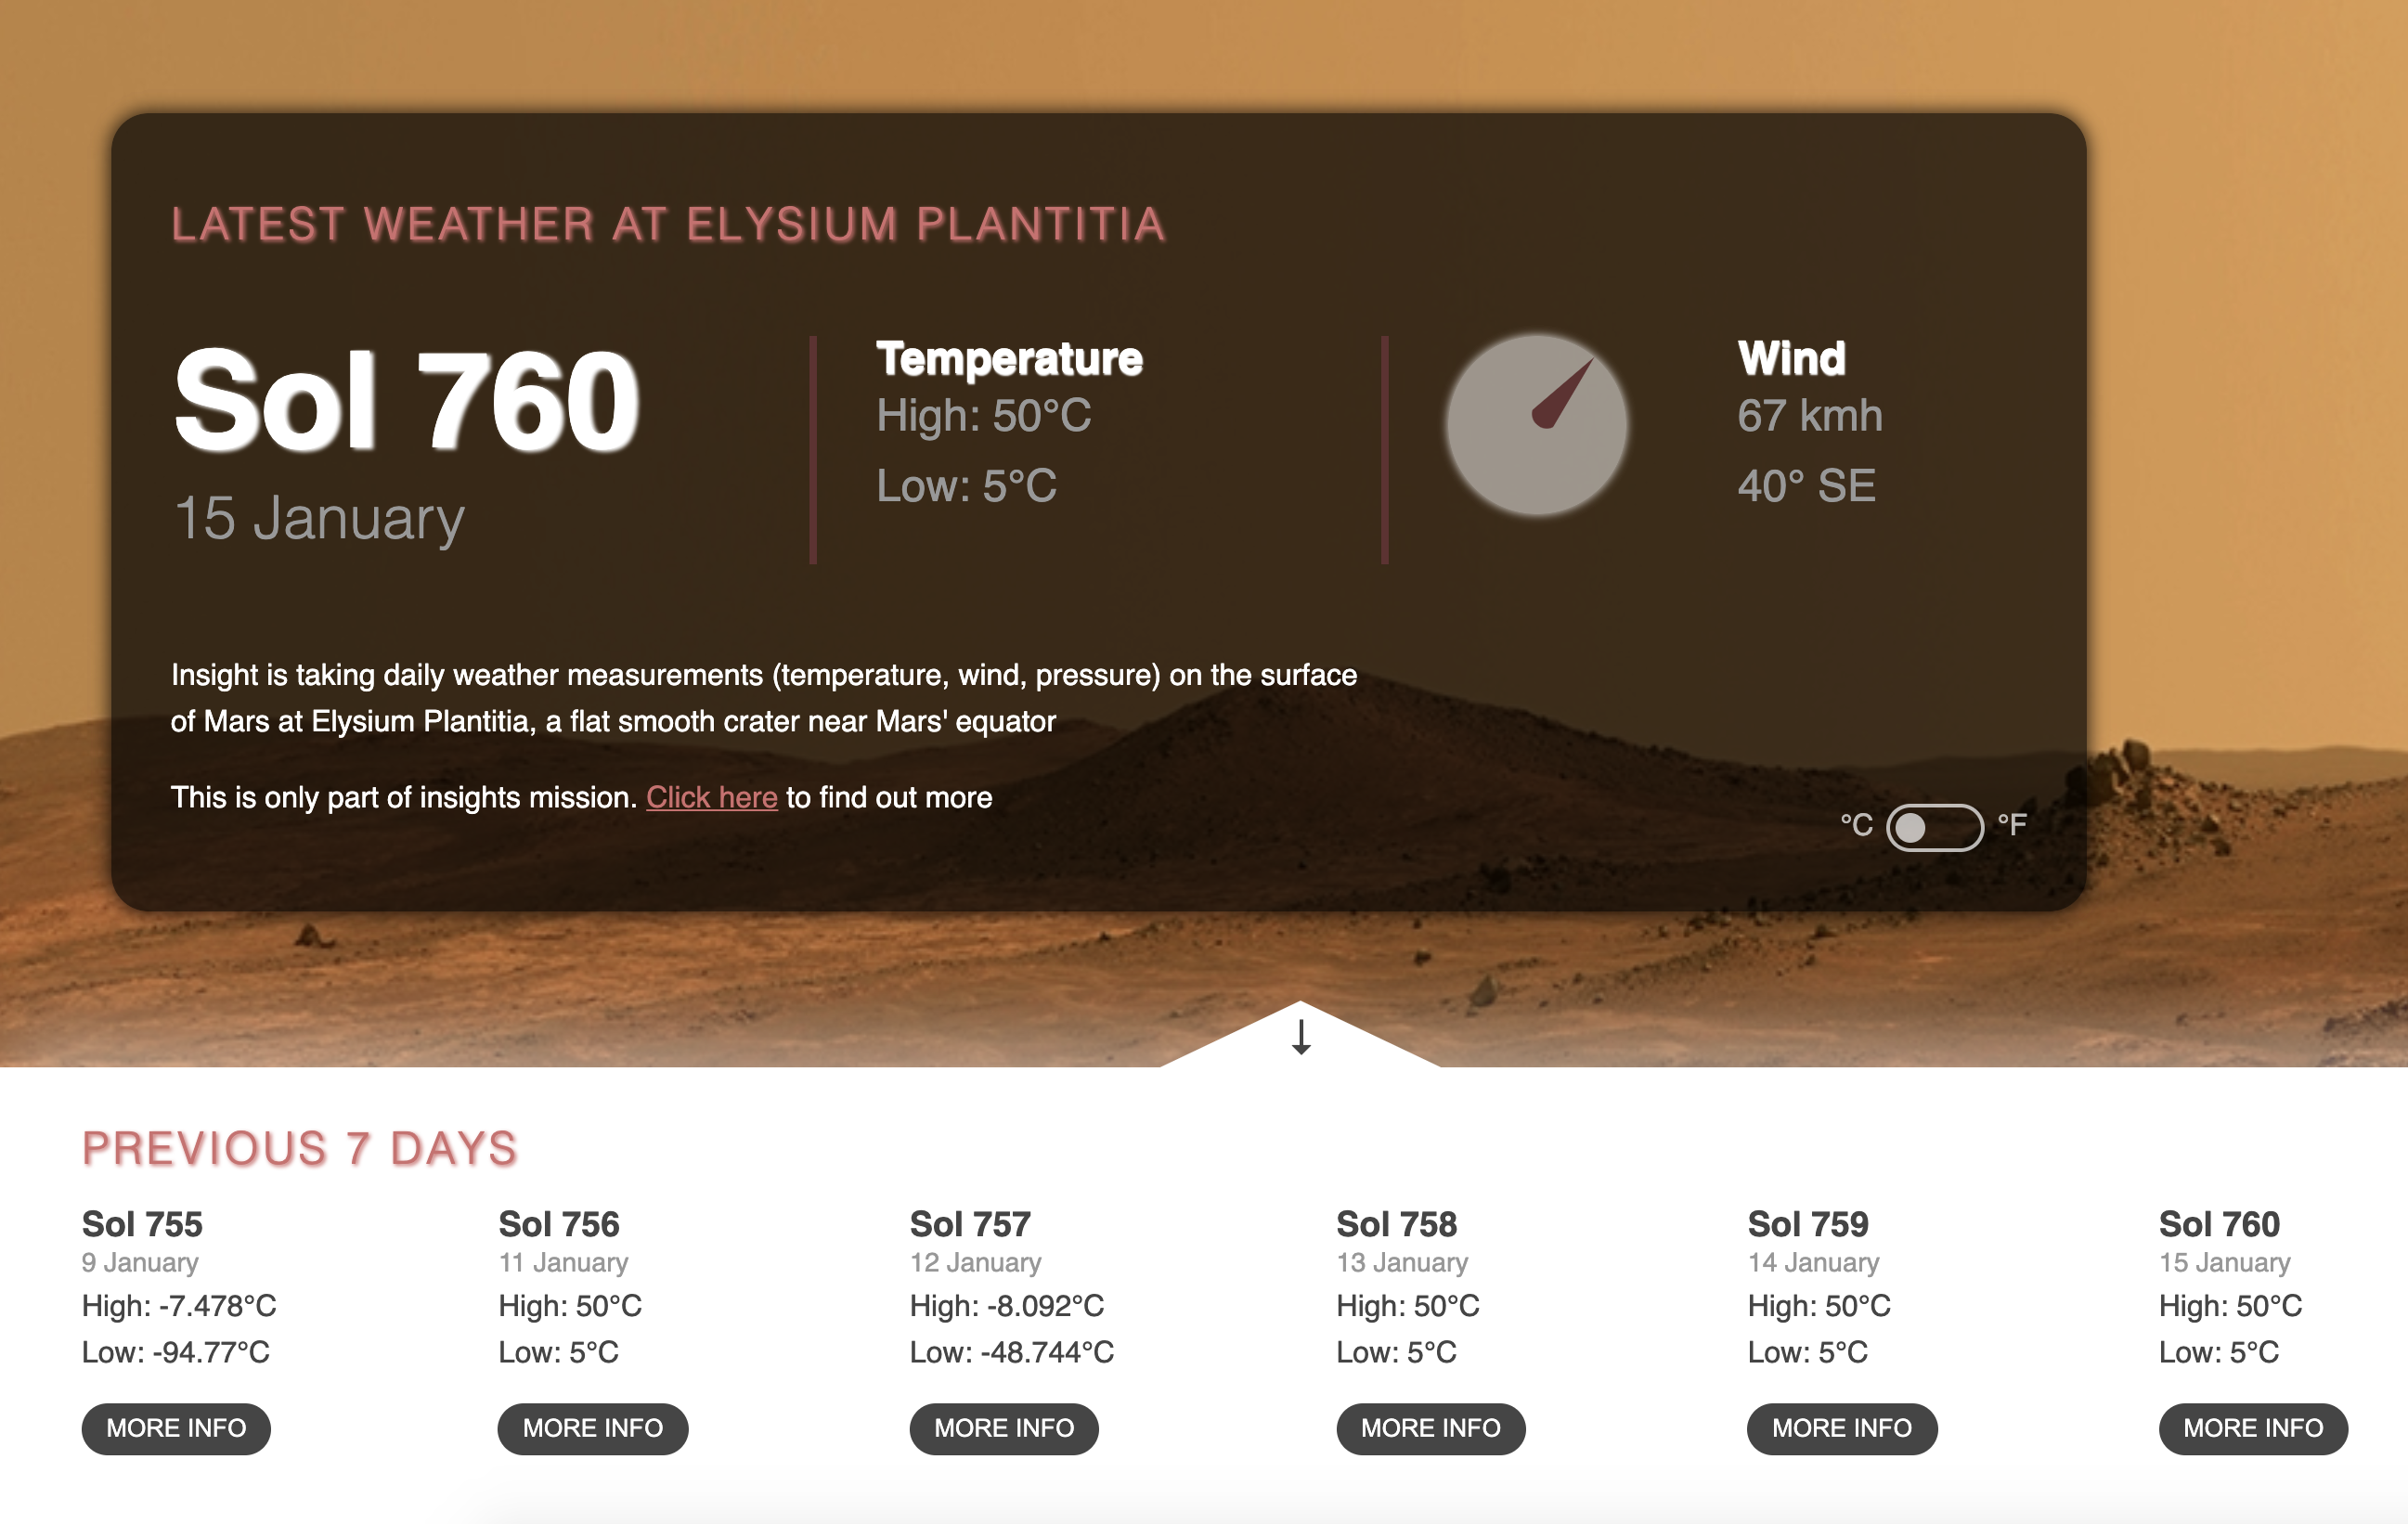 LATEST WEATHER AT ELYSIUM PLANTITIA
Sol 760
15 January
Temperature
High: 50°C
Low: 5°C
Wind
67 kmh
40° SE
Insight is taking daily weather measurements (temperature, wind, pressure) on the surface
of Mars at Elysium Plantitia, a flat smooth crater near Mars' equator
This is only part of insights mission. Click here to find out more
°C °F
↓
PREVIOUS 7 DAYS
Sol 755
9 January
High: -7.478°C
Low: -94.77°C
MORE INFO
Sol 756
11 January
High: 50°C
Low: 5°C
MORE INFO
Sol 757
12 January
High: -8.092°C
Low: -48.744°C
MORE INFO
Sol 758
13 January
High: 50°C
Low: 5°C
MORE INFO
Sol 759
14 January
High: 50°C
Low: 5°C
MORE INFO
Sol 760
15 January
High: 50°C
Low: 5°C
MORE INFO